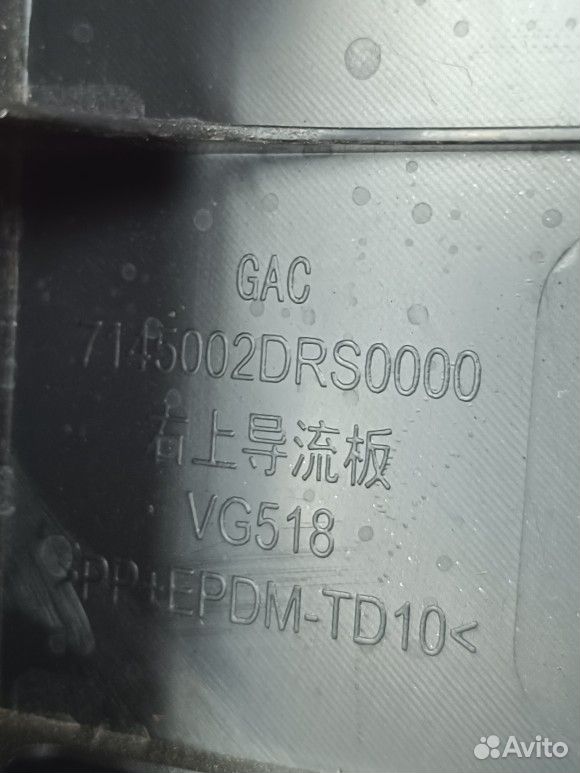 GAC
7145002DRS0000
右上导流板
VG518
>PP+EPDM-TD10<
Avito